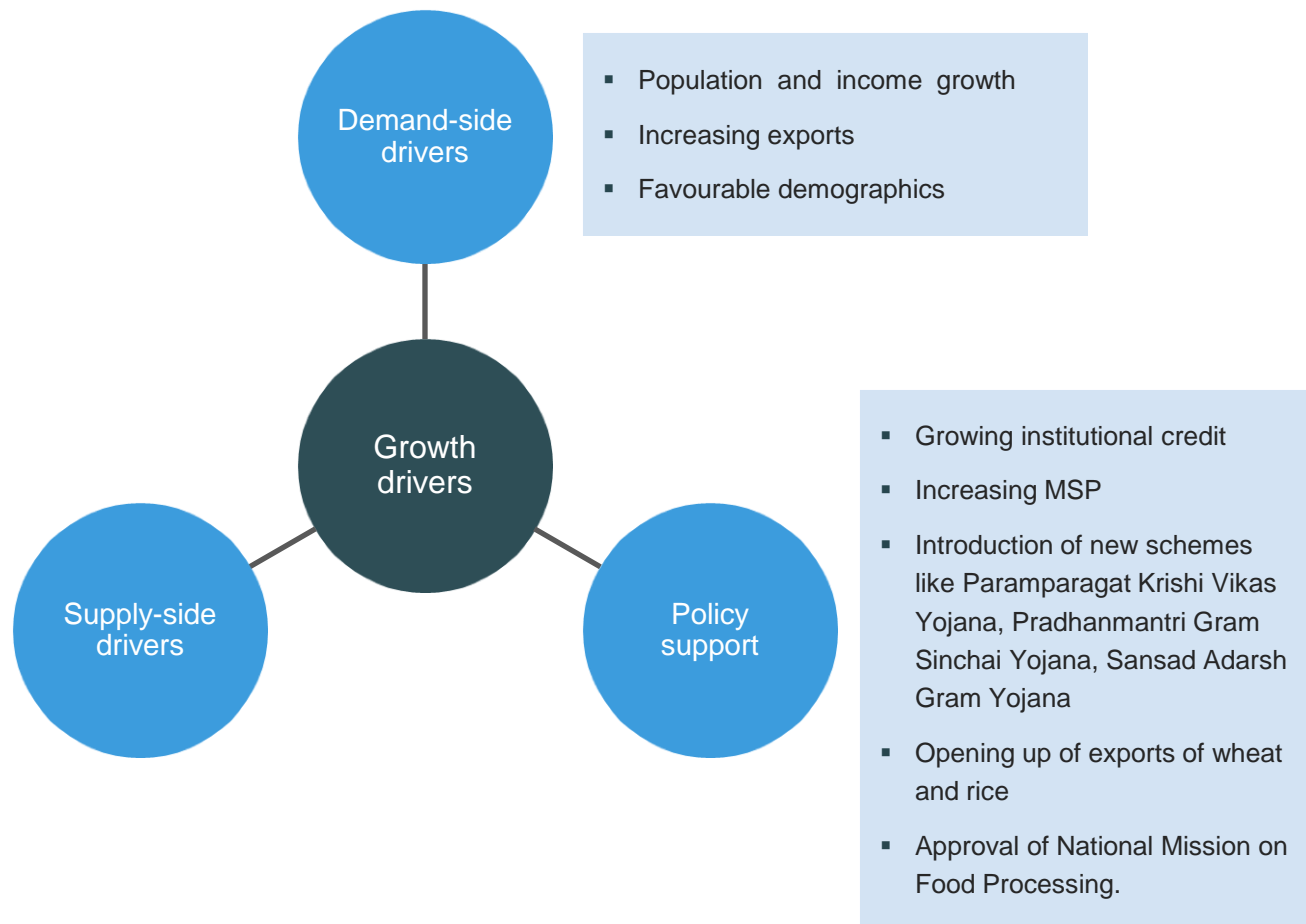 Demand-side
drivers
▪ Population and income growth
▪ Increasing exports
▪ Favourable demographics
Growth
drivers
Supply-side
drivers
Policy
support
▪ Growing institutional credit
▪ Increasing MSP
▪ Introduction of new schemes
like Paramparagat Krishi Vikas
Yojana, Pradhanmantri Gram
Sinchai Yojana, Sansad Adarsh
Gram Yojana
▪ Opening up of exports of wheat
and rice
▪ Approval of National Mission on
Food Processing.